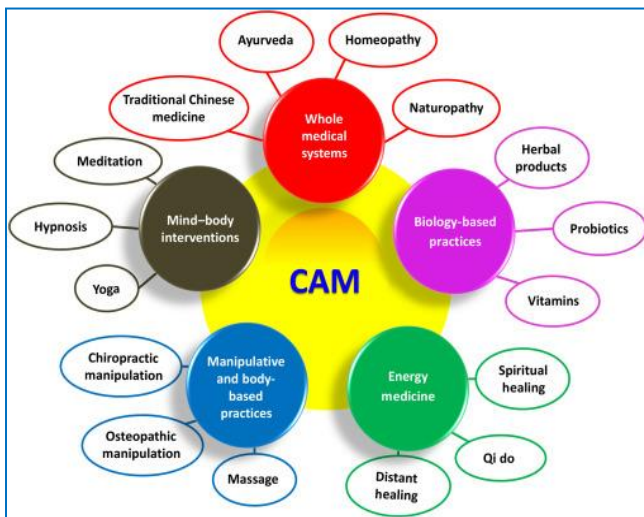 Ayurveda
Homeopathy
Traditional Chinese
medicine
Naturopathy
Whole
medical
systems
Meditation
Hypnosis
Yoga
Mind–body
interventions
Herbal
products
Probiotics
Vitamins
Biology-based
practices
CAM
Chiropractic
manipulation
Osteopathic
manipulation
Massage
Manipulative
and body-
based
practices
Energy
medicine
Spiritual
healing
Qi do
Distant
healing